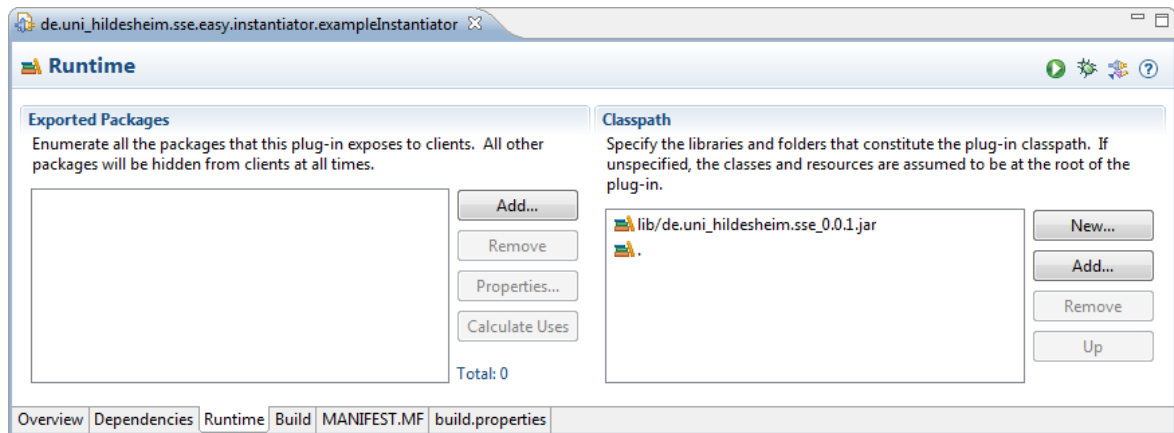 de.uni_hildesheim.sse.easy.instantiator.exampleInstantiator
Runtime
Exported Packages
Enumerate all the packages that this plug-in exposes to clients. All other
packages will be hidden from clients at all times.
Add...
Remove
Properties...
Calculate Uses
Total: 0
Classpath
Specify the libraries and folders that constitute the plug-in classpath. If
unspecified, the classes and resources are assumed to be at the root of the
plug-in.
lib/de.uni_hildesheim.sse_0.0.1.jar
.
New...
Add...
Remove
Up
Overview Dependencies Runtime Build MANIFEST.MF build.properties